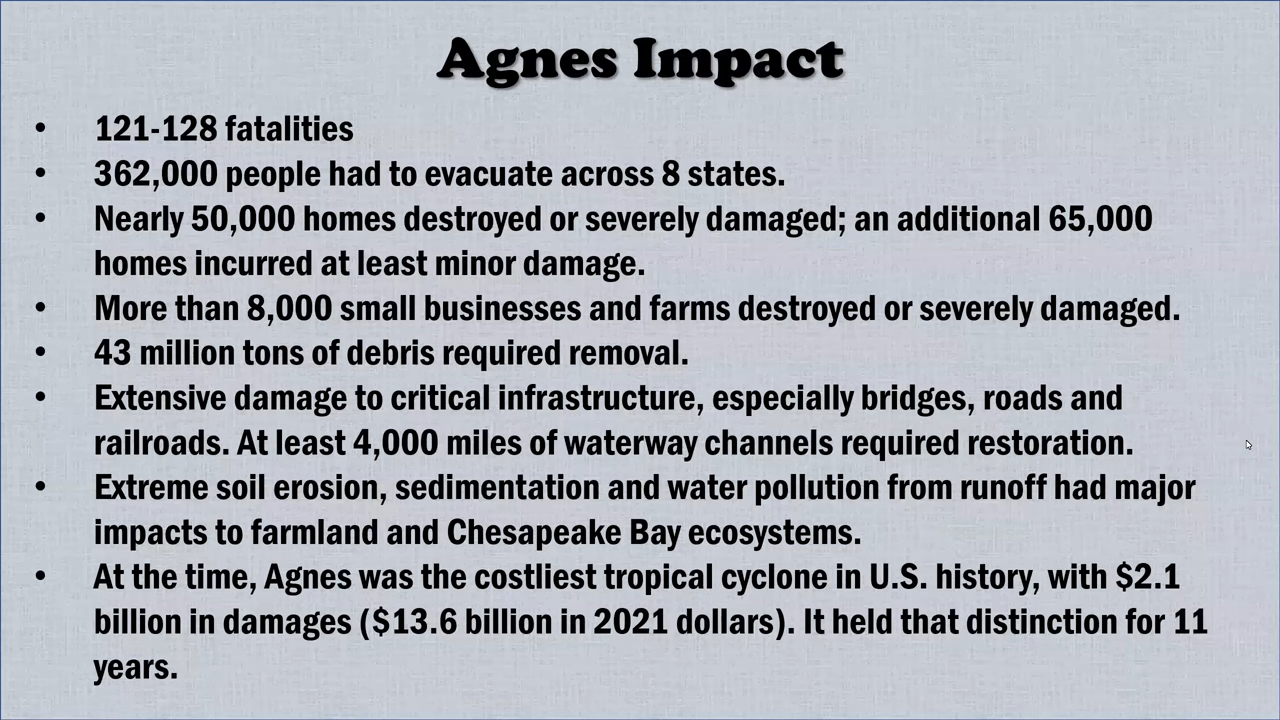 Agnes Impact
• 121-128 fatalities
• 362,000 people had to evacuate across 8 states.
• Nearly 50,000 homes destroyed or severely damaged; an additional 65,000
homes incurred at least minor damage.
• More than 8,000 small businesses and farms destroyed or severely damaged.
• 43 million tons of debris required removal.
• Extensive damage to critical infrastructure, especially bridges, roads and
railroads. At least 4,000 miles of waterway channels required restoration.
• Extreme soil erosion, sedimentation and water pollution from runoff had major
impacts to farmland and Chesapeake Bay ecosystems.
• At the time, Agnes was the costliest tropical cyclone in U.S. history, with $2.1
billion in damages ($13.6 billion in 2021 dollars). It held that distinction for 11
years.